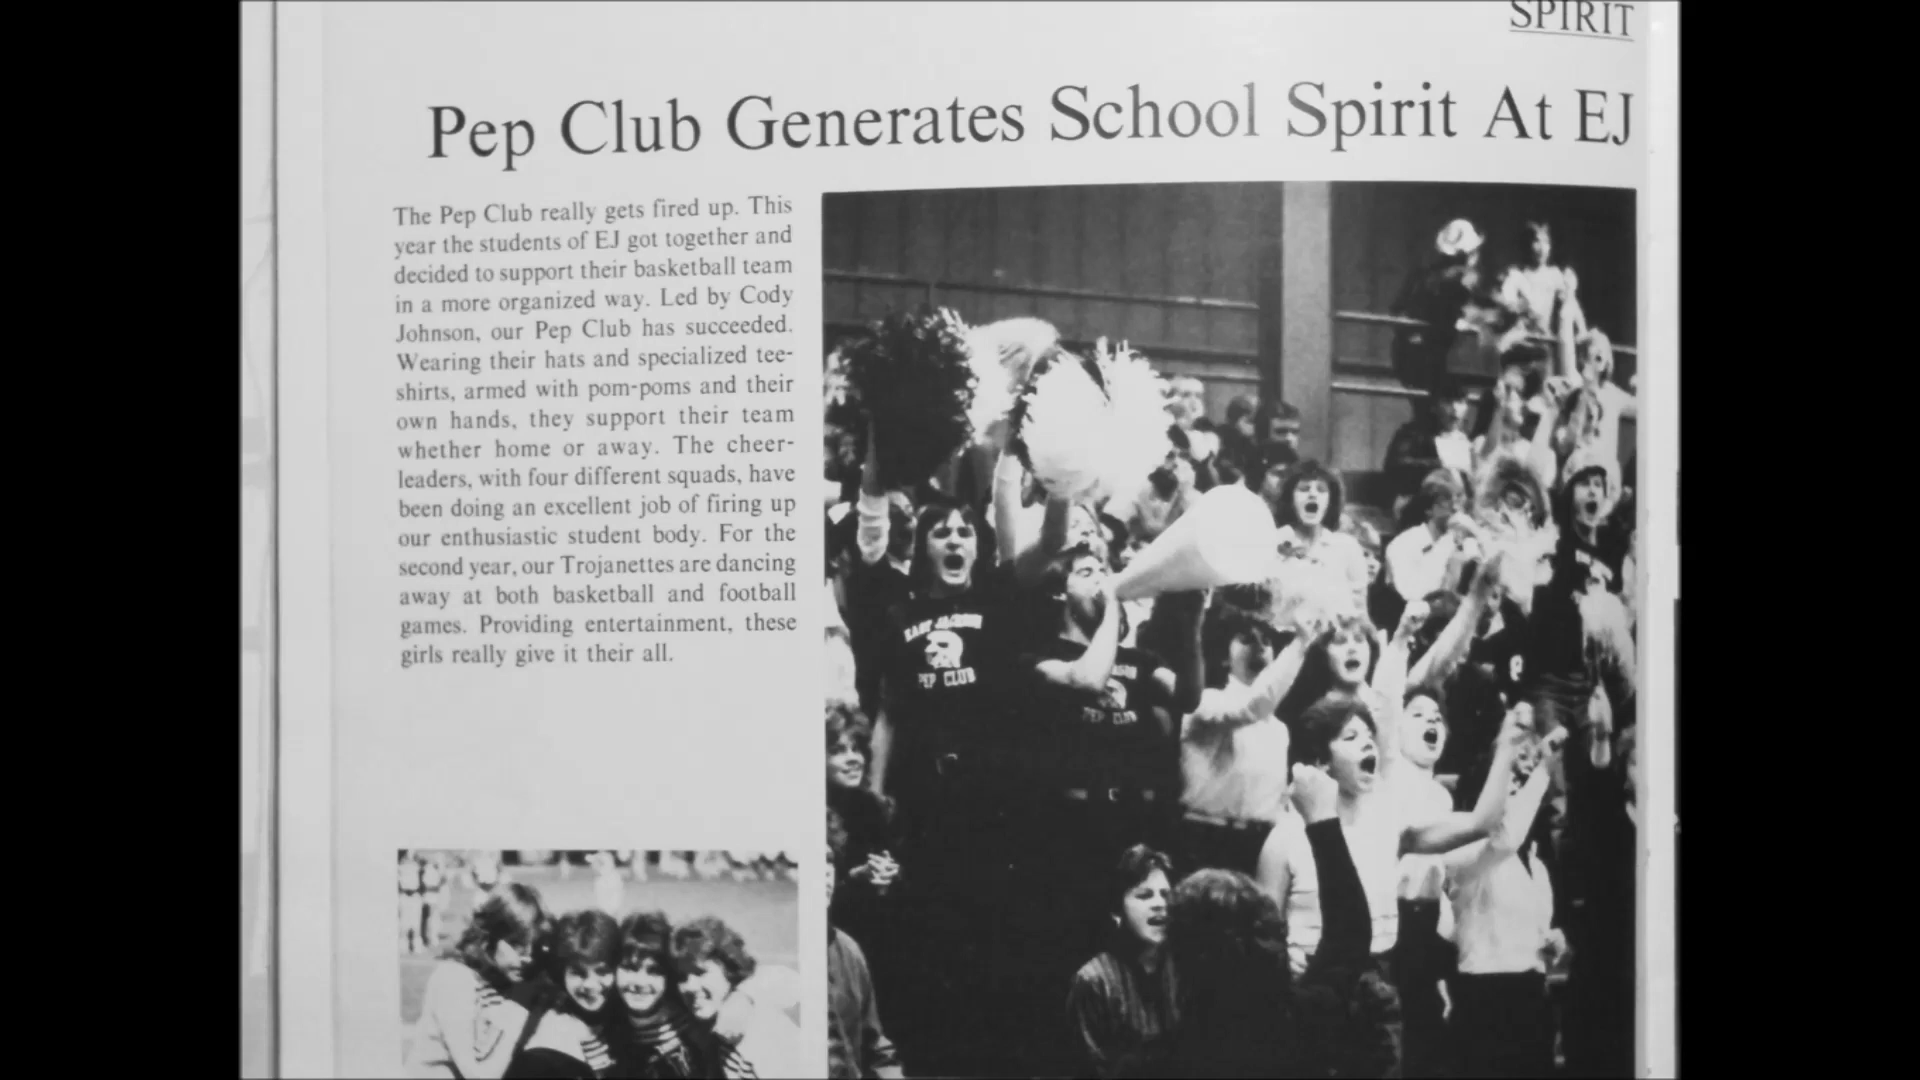 SPIRIT
Pep Club Generates School Spirit At EJ
The Pep Club really gets fired up. This
year the students of EJ got together and
decided to support their basketball team
in a more organized way. Led by Cody
Johnson, our Pep Club has succeeded.
Wearing their hats and specialized tee-
shirts, armed with pom-poms and their
own hands, they support their team
whether home or away. The cheer-
leaders, with four different squads, have
been doing an excellent job of firing up
our enthusiastic student body. For the
second year, our Trojanettes are dancing
away at both basketball and football
games. Providing entertainment, these
girls really give it their all.
EAST JACKSON
PEP CLUB
PEP CLUB